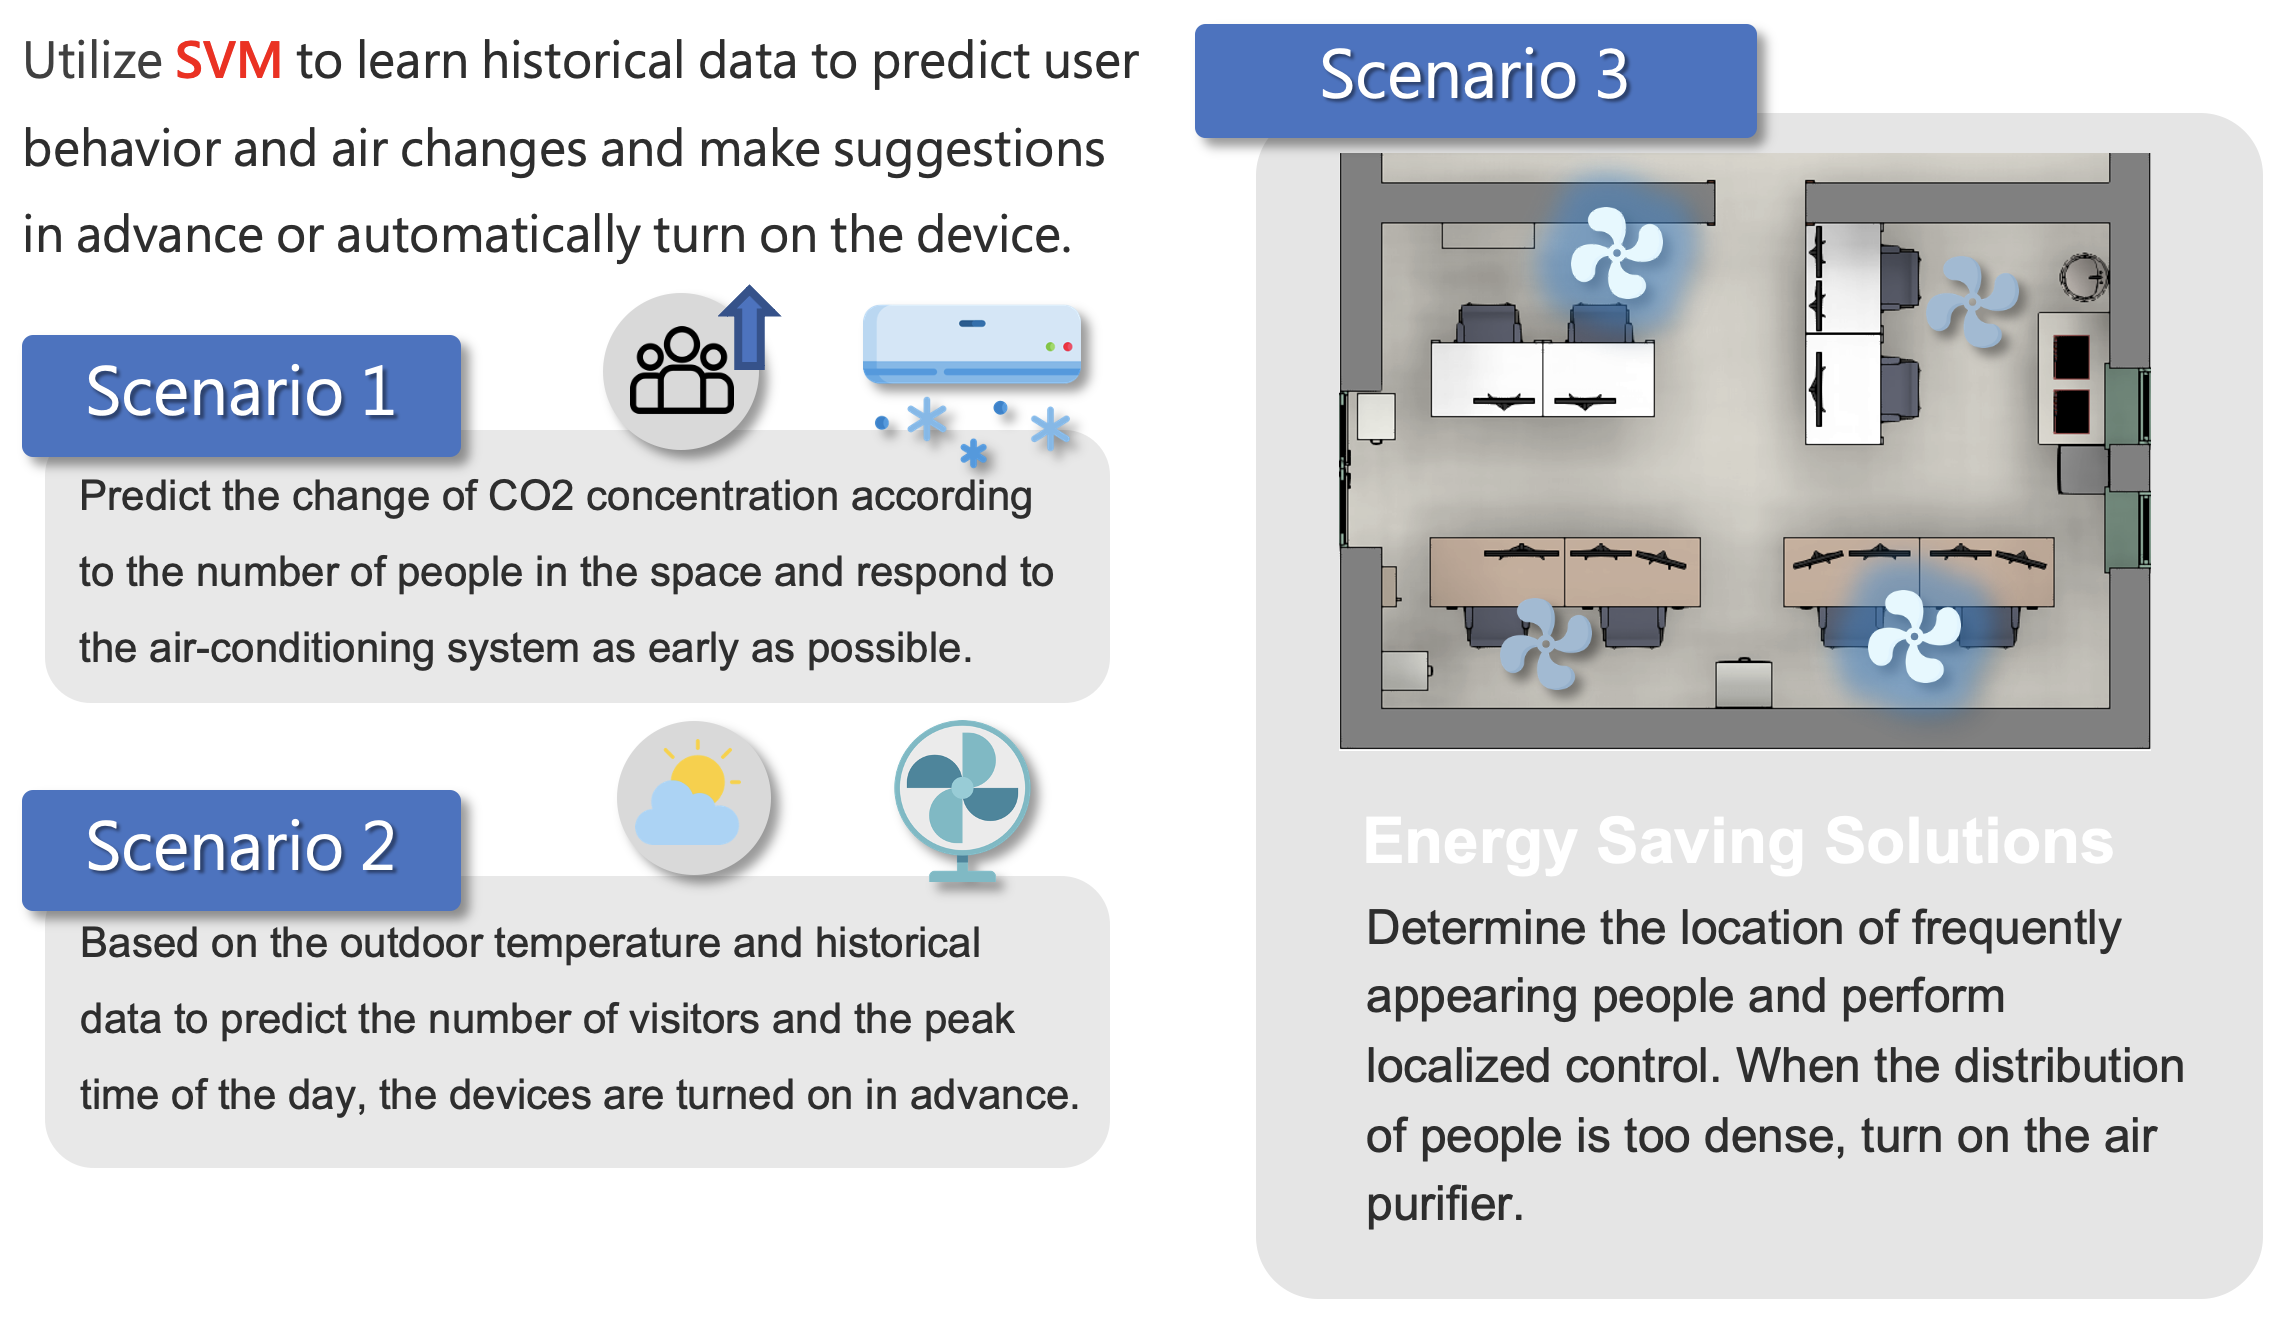 Utilize SVM to learn historical data to predict user
behavior and air changes and make suggestions
in advance or automatically turn on the device.
Scenario 1
Predict the change of CO2 concentration according
to the number of people in the space and respond to
the air-conditioning system as early as possible.
Scenario 2
Based on the outdoor temperature and historical
data to predict the number of visitors and the peak
time of the day, the devices are turned on in advance.
Scenario 3
Energy Saving Solutions
Determine the location of frequently
appearing people and perform
localized control. When the distribution
of people is too dense, turn on the air
purifier.